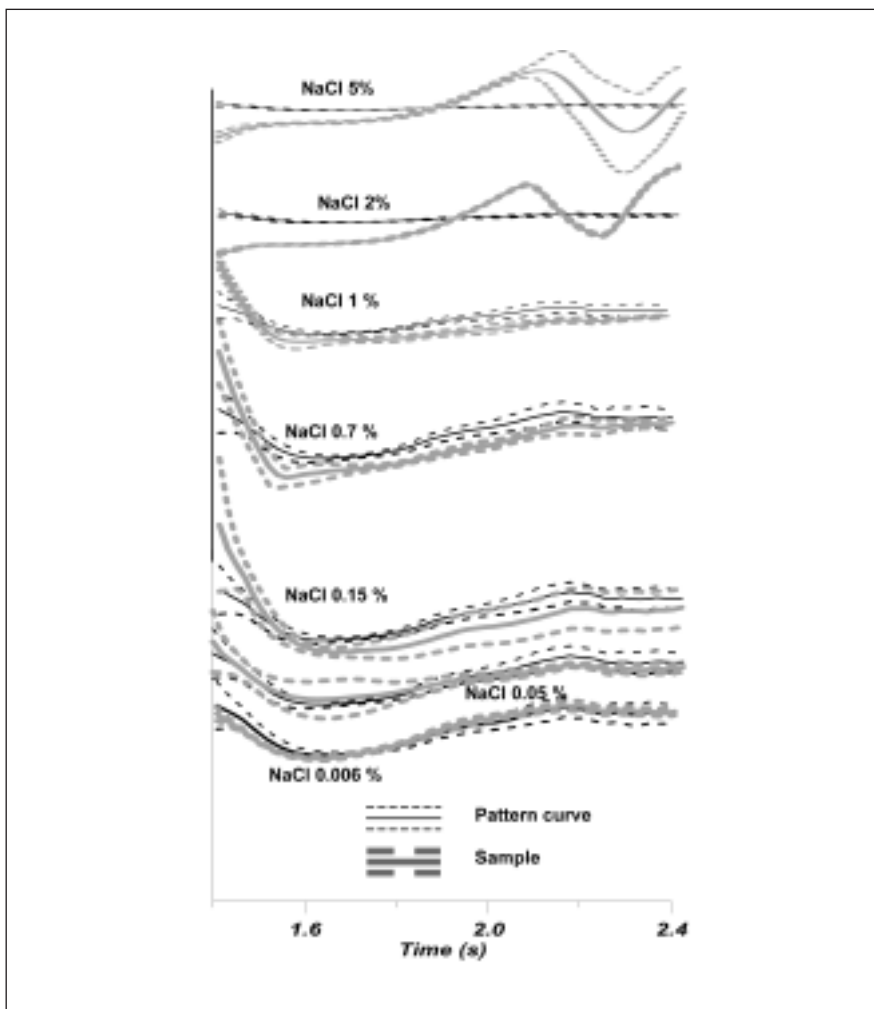 NaCl 5%
NaCl 2%
NaCl 1 %
NaCl 0.7 %
NaCl 0.15 %
NaCl 0.05 %
NaCl 0.006 %
Pattern curve
Sample
1.6 2.0 2.4
Time (s)